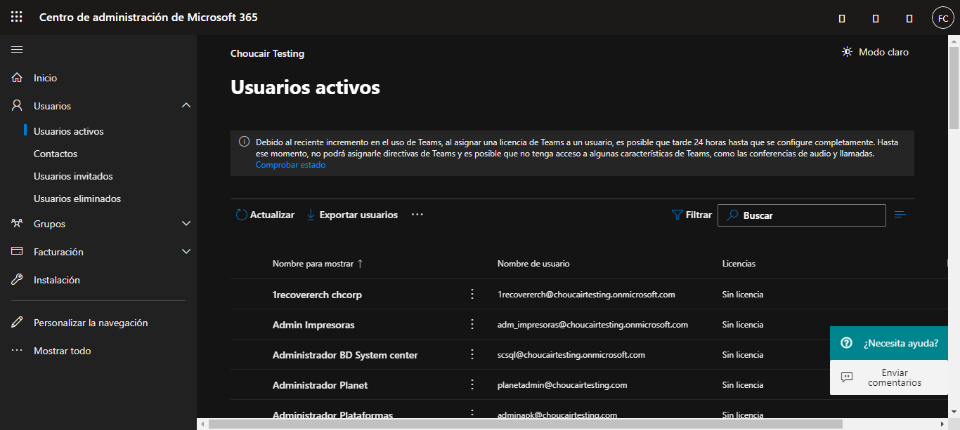 Centro de administración de Microsoft 365
FC
Choucair Testing
Modo claro
Inicio
Usuarios
Usuarios activos
Contactos
Usuarios invitados
Usuarios eliminados
Grupos
Facturación
Instalación
Personalizar la navegación
Mostrar todo
Usuarios activos
Debido al reciente incremento en el uso de Teams, al asignar una licencia de Teams a un usuario, es posible que tarde 24 horas hasta que se configure completamente. Hasta
ese momento, no podrá asignarle directivas de Teams y es posible que no tenga acceso a algunas características de Teams, como las conferencias de audio y llamadas.
Comprobar estado
Actualizar Exportar usuarios ... Filtrar Buscar
Nombre para mostrar ↑ Nombre de usuario Licencias
1recovererch chcorp 1recovererch@choucairtesting.onmicrosoft.com Sin licencia
Admin Impresoras adm_impresoras@choucairtesting.onmicrosoft.com Sin licencia
Administrador BD System center scsql@choucairtesting.onmicrosoft.com Sin licencia
Administrador Planet planetadmin@choucairtesting.com Sin licencia
Administrador Plataformas adminapk@choucairtesting.com Sin licencia
¿Necesita ayuda?
Enviar
comentarios